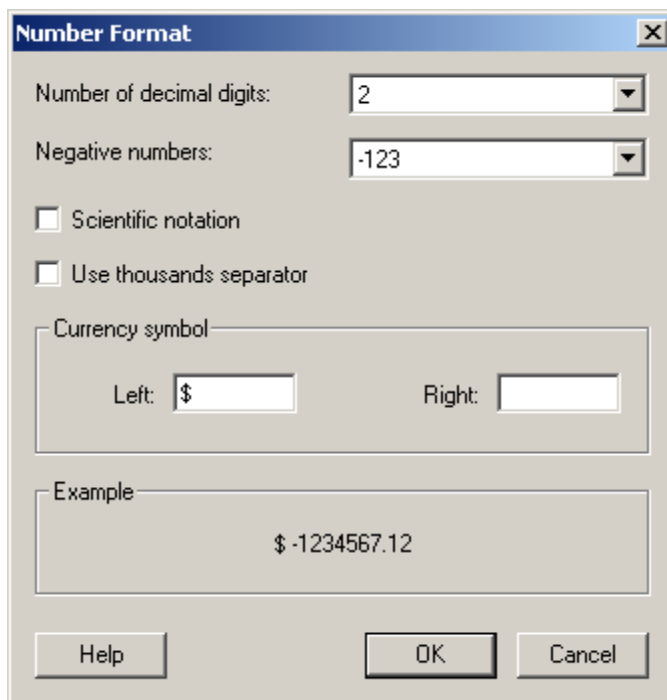 Number Format
Number of decimal digits: 2
Negative numbers: -123
Scientific notation
Use thousands separator
Currency symbol
Left: $ Right:
Example
$ -1234567.12
Help OK Cancel